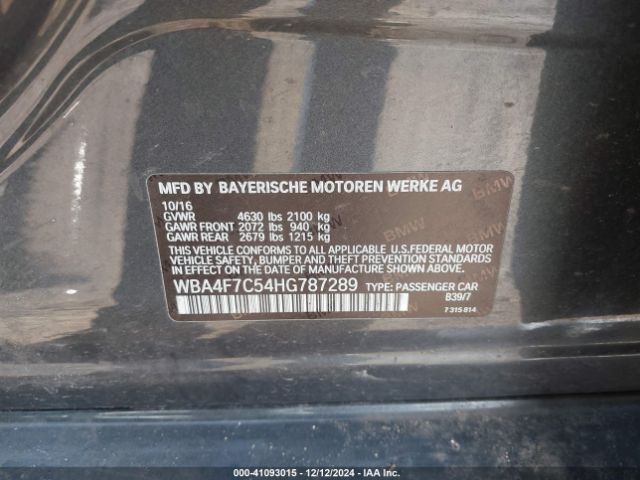 MFD BY BAYERISCHE MOTOREN WERKE AG
10/16
GVWR 4630 lbs 2100 kg
GAWR FRONT 2072 lbs 940 kg
GAWR REAR 2679 lbs 1215 kg
THIS VEHICLE CONFORMS TO ALL APPLICABLE U.S.FEDERAL MOTOR
VEHICLE SAFETY, BUMPER AND THEFT PREVENTION STANDARDS
IN EFFECT ON THE DATE OF MANUFACTURE SHOWN ABOVE.
WBA4F7C54HG787289 TYPE: PASSENGER CAR
B39/7
7 315 814
000-41093015 - 12/12/2024 - IAA Inc.